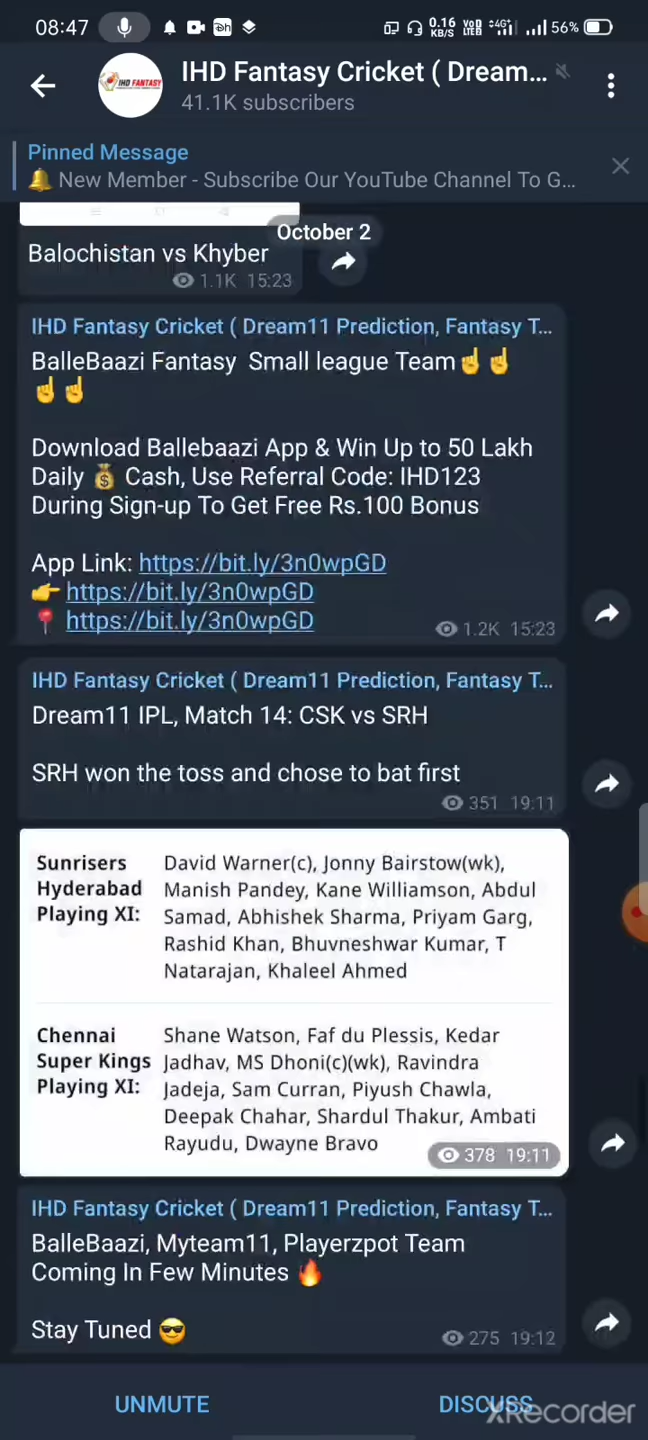 08:47
0.16 KB/S
4G+
56%
IHD FANTASY
IHD Fantasy Cricket ( Dream...
41.1K subscribers
Pinned Message
🔔 New Member - Subscribe Our YouTube Channel To G...
October 2
Balochistan vs Khyber
1.1K 15:23
IHD Fantasy Cricket ( Dream11 Prediction, Fantasy T...
BalleBaazi Fantasy Small league Team☝☝
☝☝
Download Ballebaazi App & Win Up to 50 Lakh
Daily 💰 Cash, Use Referral Code: IHD123
During Sign-up To Get Free Rs.100 Bonus
App Link: https://bit.ly/3n0wpGD
👉 https://bit.ly/3n0wpGD
📍 https://bit.ly/3n0wpGD
1.2K 15:23
IHD Fantasy Cricket ( Dream11 Prediction, Fantasy T...
Dream11 IPL, Match 14: CSK vs SRH
SRH won the toss and chose to bat first
351 19:11
Sunrisers Hyderabad Playing XI:
David Warner(c), Jonny Bairstow(wk),
Manish Pandey, Kane Williamson, Abdul
Samad, Abhishek Sharma, Priyam Garg,
Rashid Khan, Bhuvneshwar Kumar, T
Natarajan, Khaleel Ahmed
Chennai Super Kings Playing XI:
Shane Watson, Faf du Plessis, Kedar
Jadhav, MS Dhoni(c)(wk), Ravindra
Jadeja, Sam Curran, Piyush Chawla,
Deepak Chahar, Shardul Thakur, Ambati
Rayudu, Dwayne Bravo
378 19:11
IHD Fantasy Cricket ( Dream11 Prediction, Fantasy T...
BalleBaazi, Myteam11, Playerzpot Team
Coming In Few Minutes 🔥
Stay Tuned 😎
275 19:12
UNMUTE
DISCUSS
XRecorder